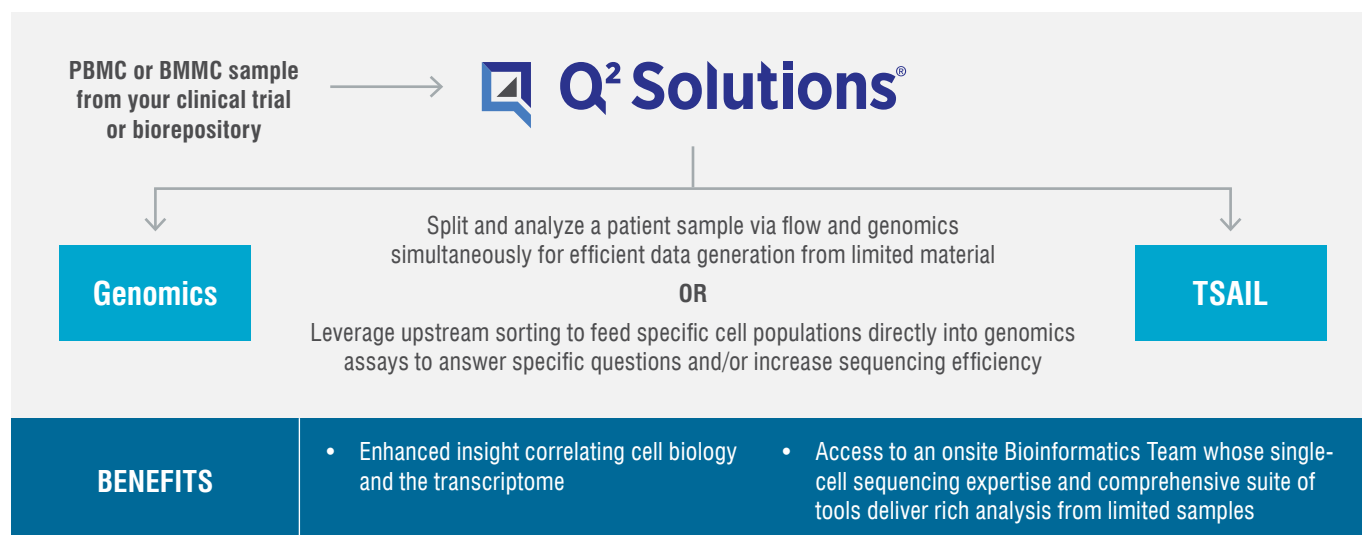 PBMC or BMMC sample
from your clinical trial
or biorepository
Q² Solutions®
Split and analyze a patient sample via flow and genomics
simultaneously for efficient data generation from limited material
OR
Leverage upstream sorting to feed specific cell populations directly into genomics
assays to answer specific questions and/or increase sequencing efficiency
Genomics
TSAIL
BENEFITS
• Enhanced insight correlating cell biology
and the transcriptome
• Access to an onsite Bioinformatics Team whose single-
cell sequencing expertise and comprehensive suite of
tools deliver rich analysis from limited samples